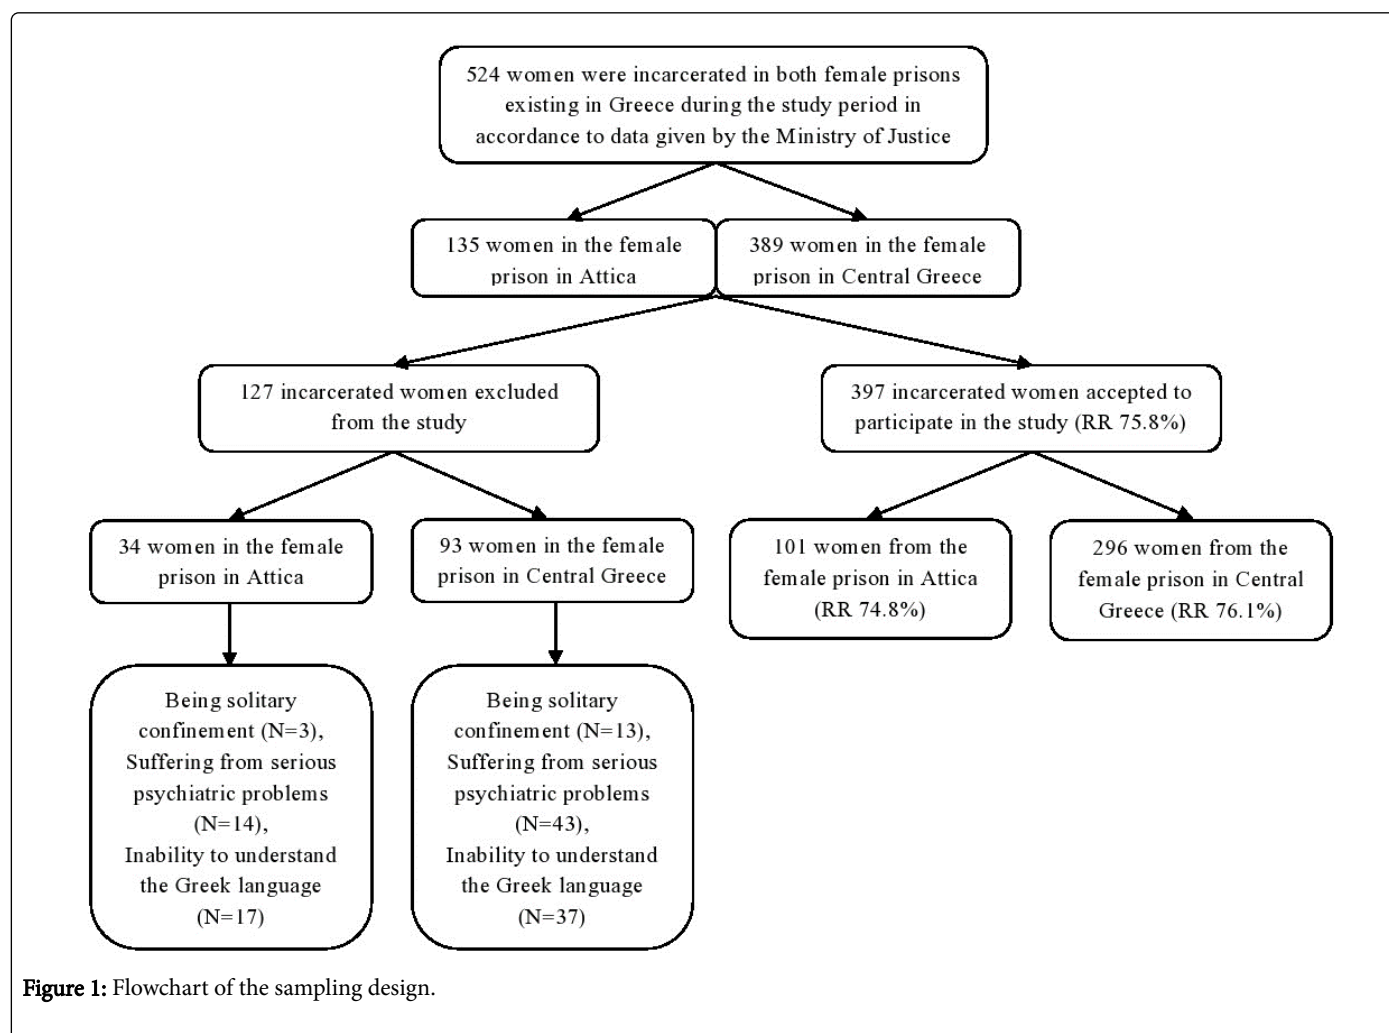 524 women were incarcerated in both female prisons
existing in Greece during the study period in
accordance to data given by the Ministry of Justice
135 women in the female
prison in Attica
389 women in the female
prison in Central Greece
127 incarcerated women excluded
from the study
397 incarcerated women accepted to
participate in the study (RR 75.8%)
34 women in the female
prison in Attica
93 women in the female
prison in Central Greece
101 women from the
female prison in Attica
(RR 74.8%)
296 women from the
female prison in Central
Greece (RR 76.1%)
Being solitary
confinement (N=3),
Suffering from serious
psychiatric problems
(N=14),
Inability to understand
the Greek language
(N=17)
Being solitary
confinement (N=13),
Suffering from serious
psychiatric problems
(N=43),
Inability to understand
the Greek language
(N=37)
Figure 1: Flowchart of the sampling design.